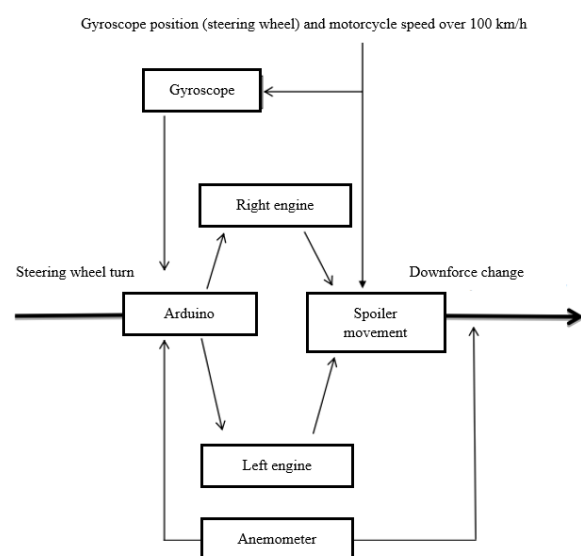 Gyroscope position (steering wheel) and motorcycle speed over 100 km/h
Gyroscope
Right engine
Steering wheel turn
Downforce change
Arduino
Spoiler
movement
Left engine
Anemometer